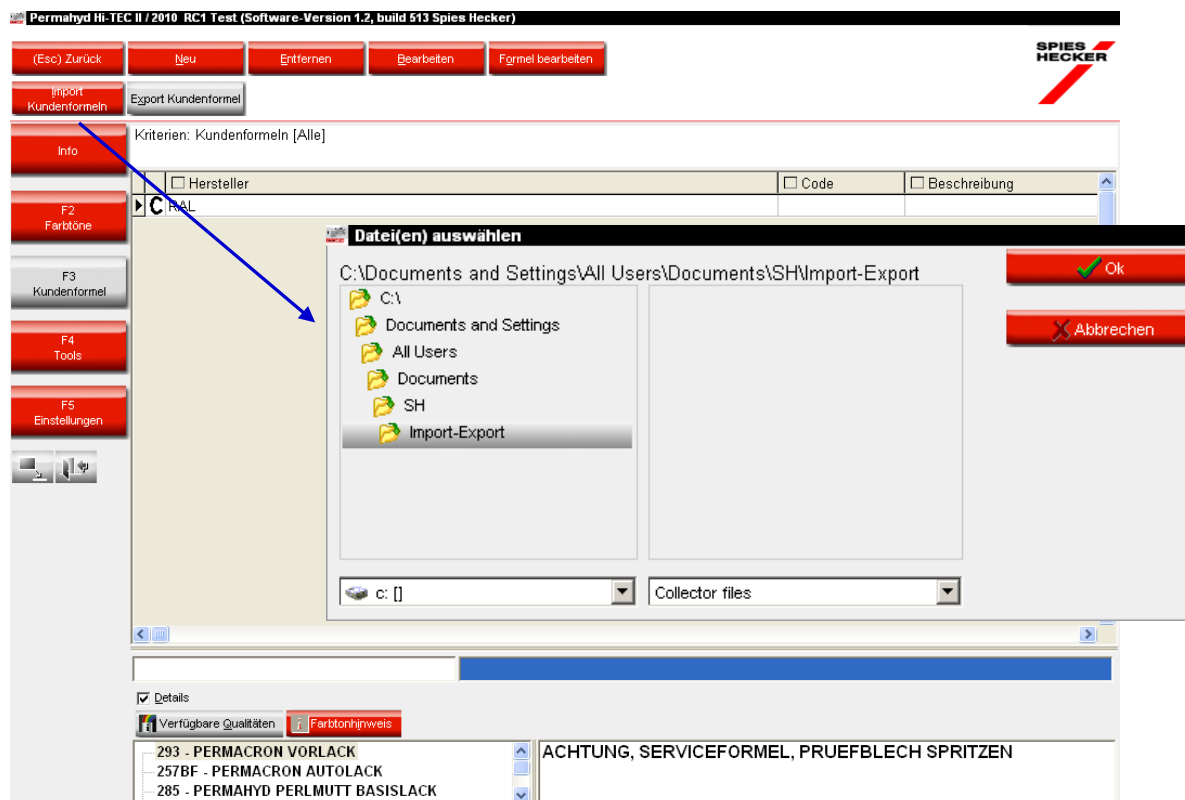 Permahyd Hi-TEC II / 2010 RC1 Test (Software-Version 1.2, build 513 Spies Hecker)
(Esc) Zurück
Neu
Entfernen
Bearbeiten
Formel bearbeiten
SPIES
HECKER
Import
Kundenformeln
Export Kundenformel
Info
Kriterien: Kundenformeln [Alle]
Hersteller
Code
Beschreibung
C RAL
F2
Farbtöne
F3
Kundenformel
F4
Tools
F5
Einstellungen
Datei(en) auswählen
C:\Documents and Settings\All Users\Documents\SH\Import-Export
Ok
Abbrechen
C:\
Documents and Settings
All Users
Documents
SH
Import-Export
c: []
Collector files
Details
Verfügbare Qualitäten
Farbtonhinweis
293 - PERMACRON VORLACK
257BF - PERMACRON AUTOLACK
285 - PERMAHYD PERLMUTT BASISLACK
ACHTUNG, SERVICEFORMEL, PRUEFBLECH SPRITZEN